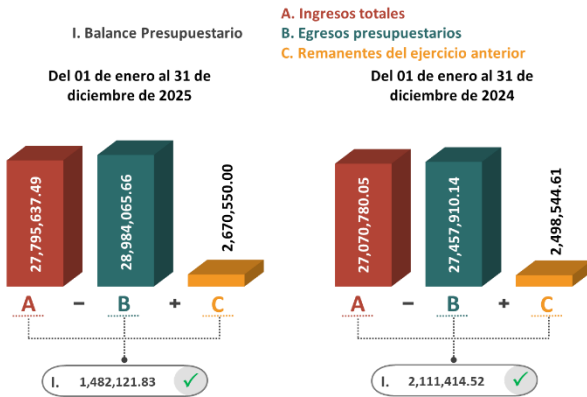 I. Balance Presupuestario
A. Ingresos totales
B. Egresos presupuestarios
C. Remanentes del ejercicio anterior
Del 01 de enero al 31 de
diciembre de 2025
27,795,637.49
28,984,065.66
2,670,550.00
A – B + C
I. 1,482,121.83 ✓
Del 01 de enero al 31 de
diciembre de 2024
27,070,780.05
27,457,910.14
2,498,544.61
A – B + C
I. 2,111,414.52 ✓